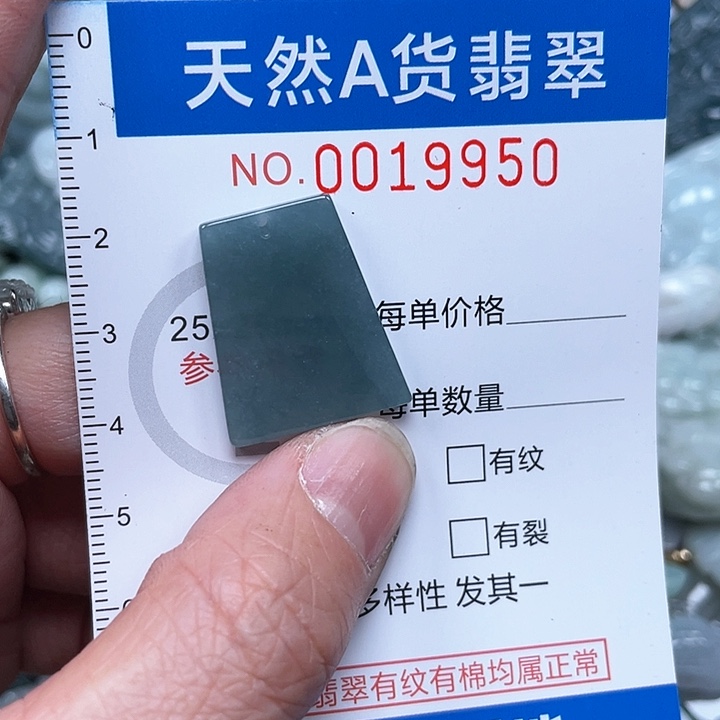 天然A货翡翠
NO.0019950
0
1
2
3
4
5
25
参
每单价格
每单数量
有纹
有裂
多样性 发其一
翡翠有纹有棉均属正常